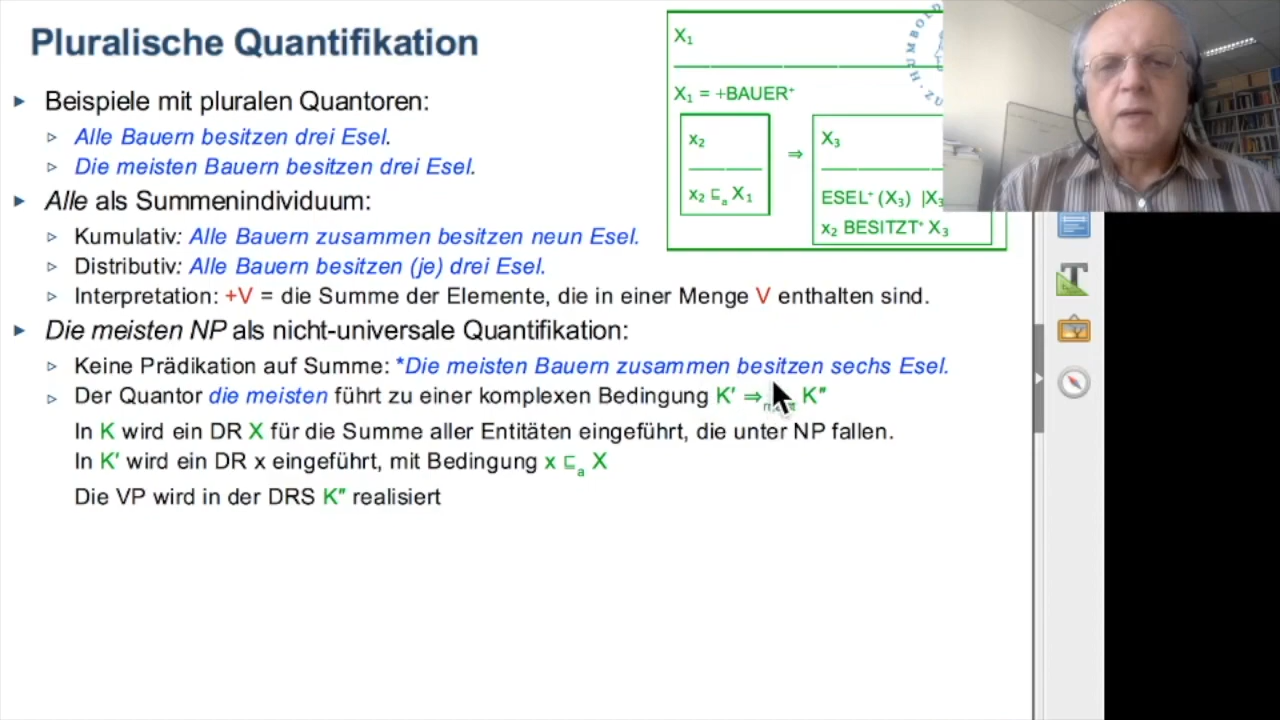 Pluralische Quantifikation
Beispiele mit pluralen Quantoren:
Alle Bauern besitzen drei Esel.
Die meisten Bauern besitzen drei Esel.
Alle als Summenindividuum:
Kumulativ: Alle Bauern zusammen besitzen neun Esel.
Distributiv: Alle Bauern besitzen (je) drei Esel.
Interpretation: +V = die Summe der Elemente, die in einer Menge V enthalten sind.
Die meisten NP als nicht-universale Quantifikation:
Keine Prädikation auf Summe: *Die meisten Bauern zusammen besitzen sechs Esel.
Der Quantor die meisten führt zu einer komplexen Bedingung K′ ⇒ K″
In K wird ein DR X für die Summe aller Entitäten eingeführt, die unter NP fallen.
In K′ wird ein DR x eingeführt, mit Bedingung x ⊑ₐ X
Die VP wird in der DRS K″ realisiert
X₁
X₁ = +BAUER⁺
x₂
x₂ ⊑ₐ X₁
⇒
X₃
ESEL⁺ (X₃) |X₃
x₂ BESITZT⁺ X₃
HUMBOLD
ZU